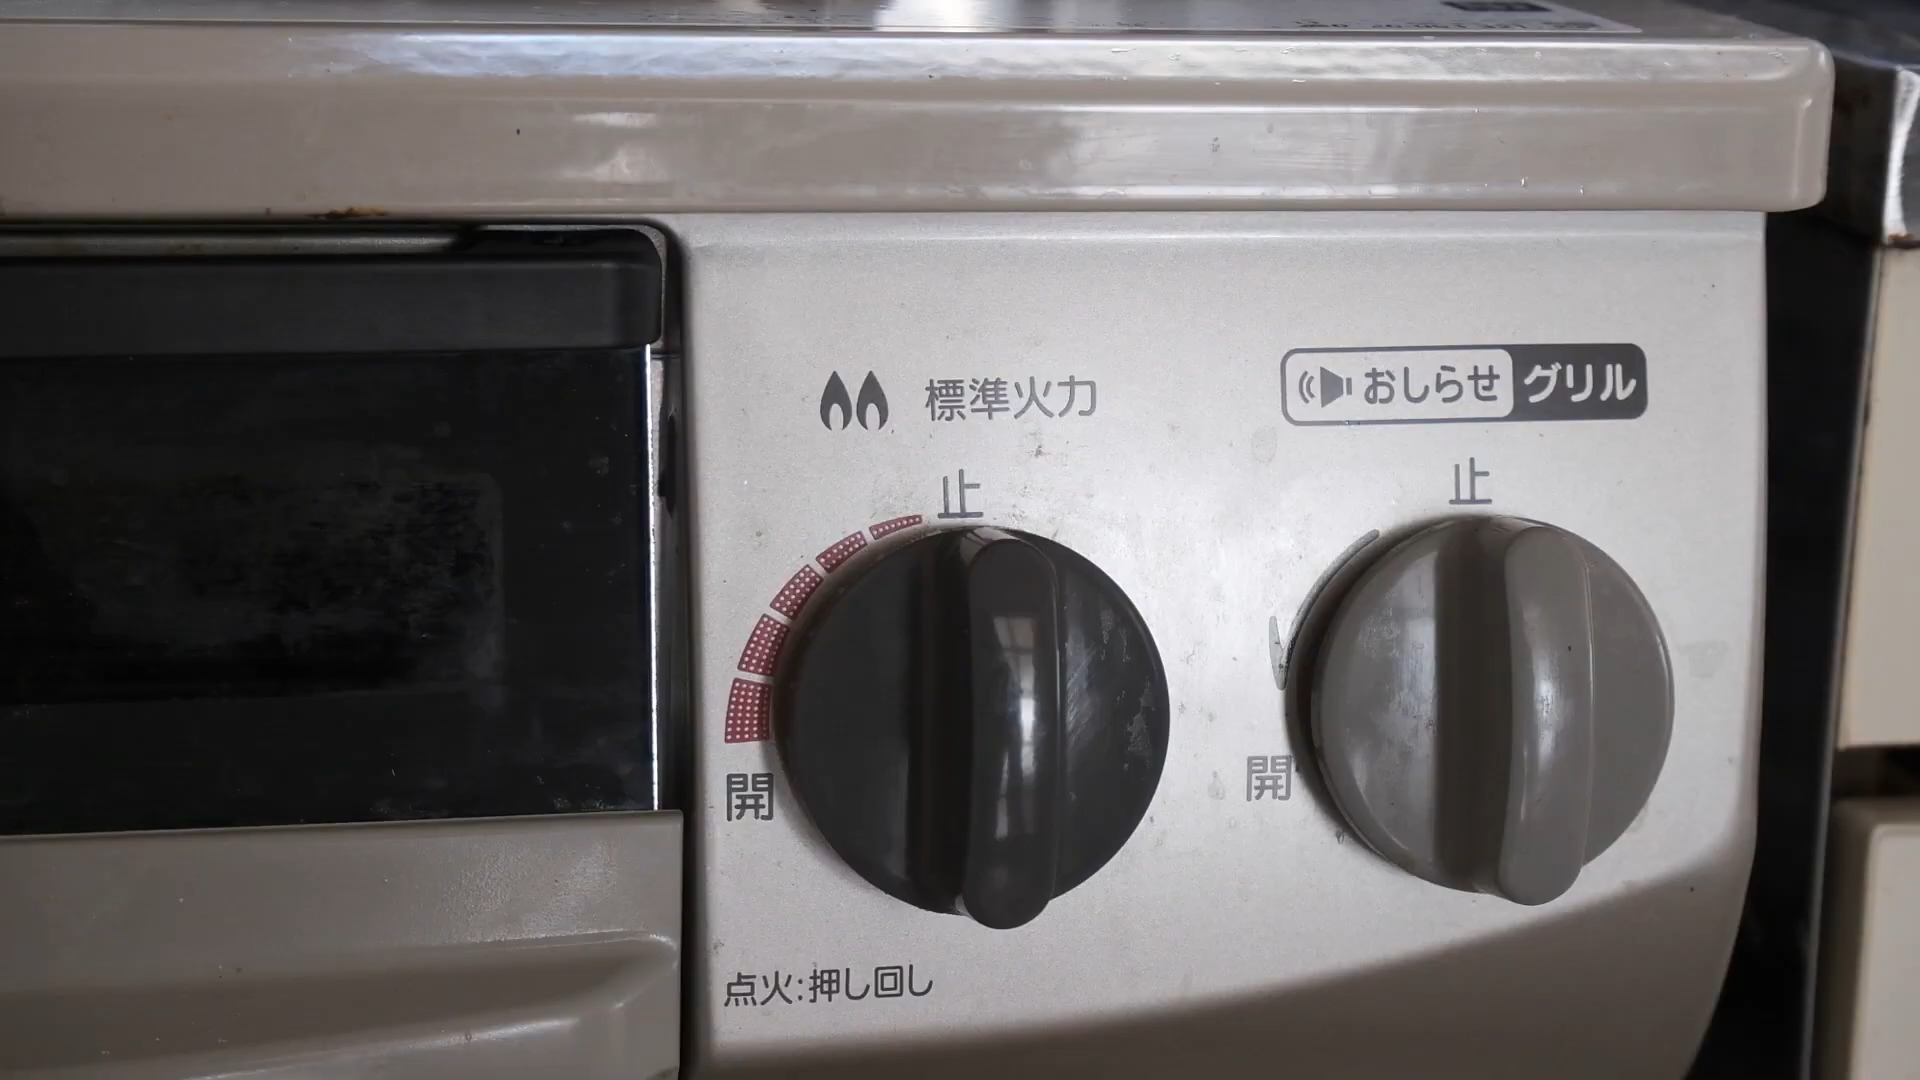 標準火力
おしらせ グリル
止
止
開
開
点火:押し回し